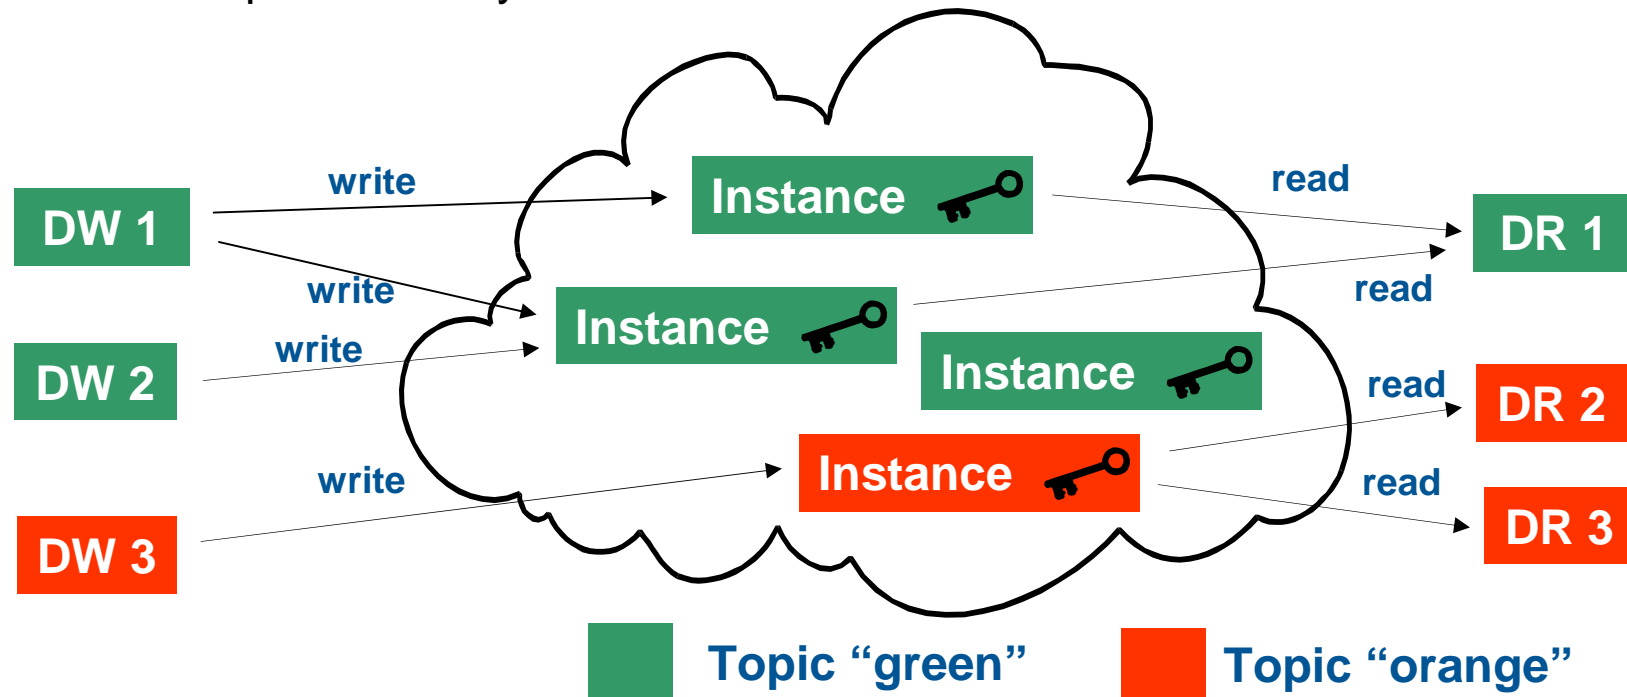 write
read
Instance
DW 1
DR 1
write
read
Instance
write
DW 2
Instance
read
DR 2
write
Instance
read
DW 3
DR 3
Topic “green”
Topic “orange”